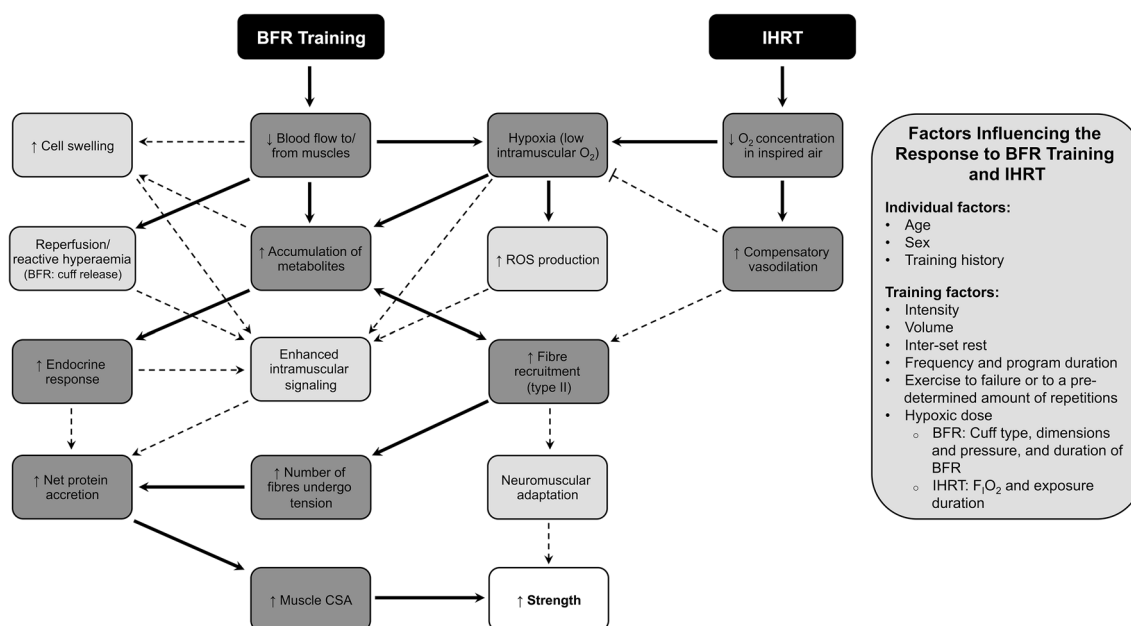 BFR Training
IHRT
↑ Cell swelling
↓ Blood flow to/
from muscles
Hypoxia (low
intramuscular O₂)
↓ O₂ concentration
in inspired air
Reperfusion/
reactive hyperaemia
(BFR: cuff release)
↑ Accumulation of
metabolites
↑ ROS production
↑ Compensatory
vasodilation
↑ Endocrine
response
Enhanced
intramuscular
signaling
↑ Fibre
recruitment
(type II)
↑ Net protein
accretion
↑ Number of
fibres undergo
tension
Neuromuscular
adaptation
↑ Muscle CSA
↑ Strength
Factors Influencing the
Response to BFR Training
and IHRT
Individual factors:
• Age
• Sex
• Training history
Training factors:
• Intensity
• Volume
• Inter-set rest
• Frequency and program duration
• Exercise to failure or to a pre-
determined amount of repetitions
• Hypoxic dose
○ BFR: Cuff type, dimensions
and pressure, and duration of
BFR
○ IHRT: FIO₂ and exposure
duration